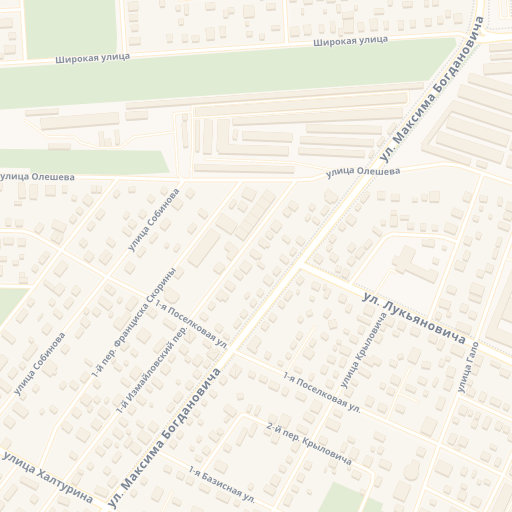 Широкая улица
Широкая улица
ул. Максима Богдановича
улица Олешева
улица Олешева
улица Собинова
ул. Лукьяновича
1-й пер. Франциска Скорины
1-я Поселковая ул.
улица Собинова
1-й Измайловский пер.
улица Крыловича
улица Гало
1-я Поселковая ул.
ул. Максима Богдановича
2-й пер. Крыловича
улица Халтурина
1-я Базисная ул.